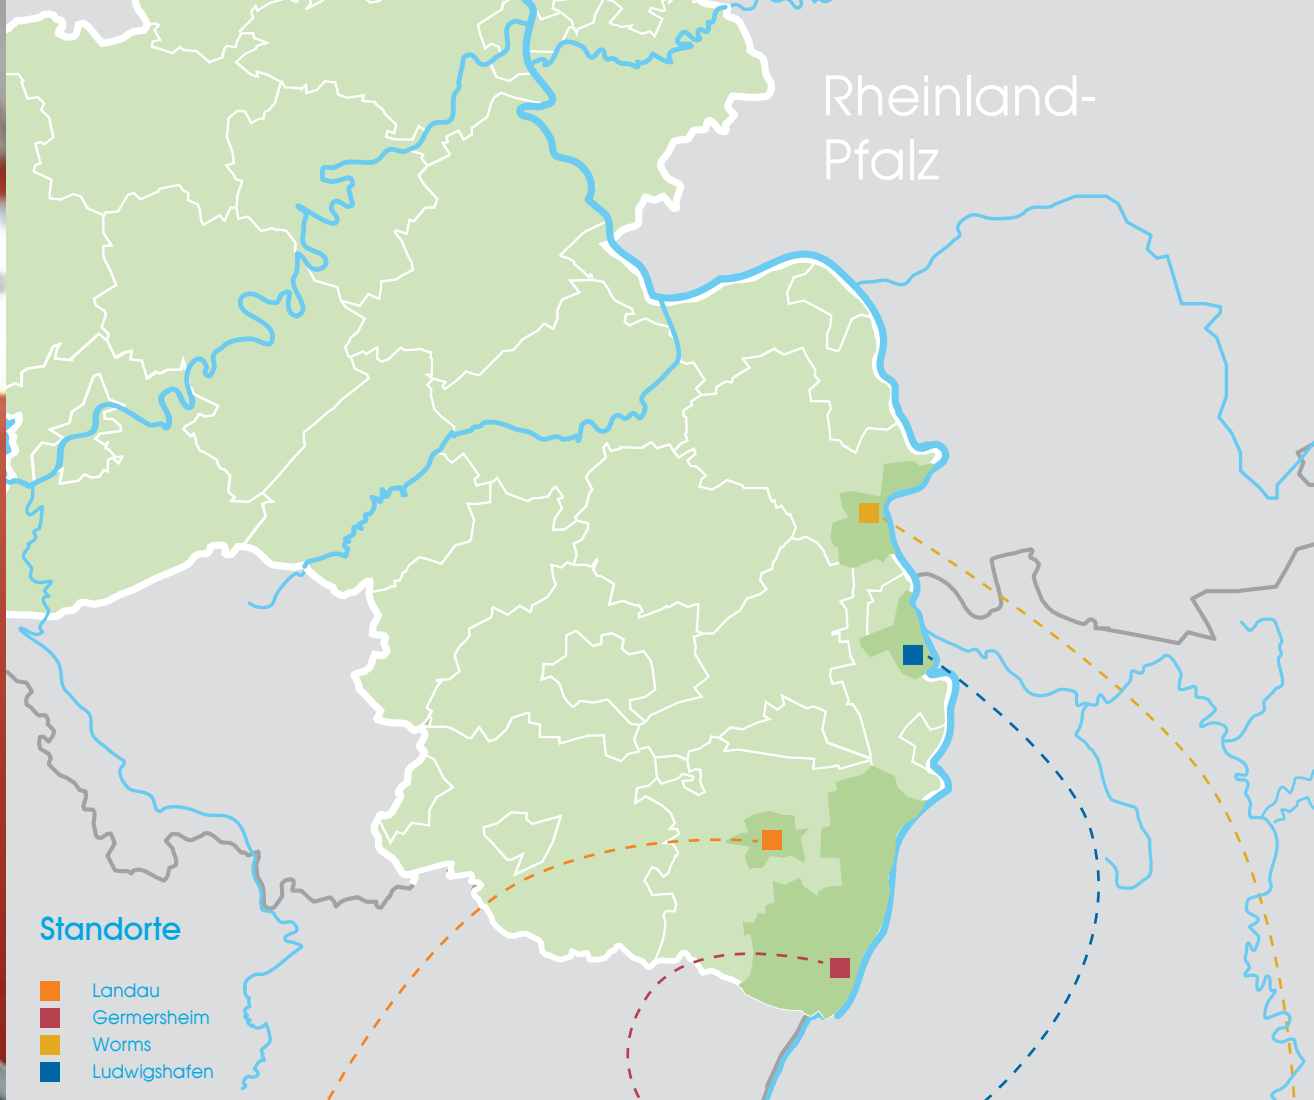 Rheinland-
Pfalz
Standorte
Landau
Germersheim
Worms
Ludwigshafen